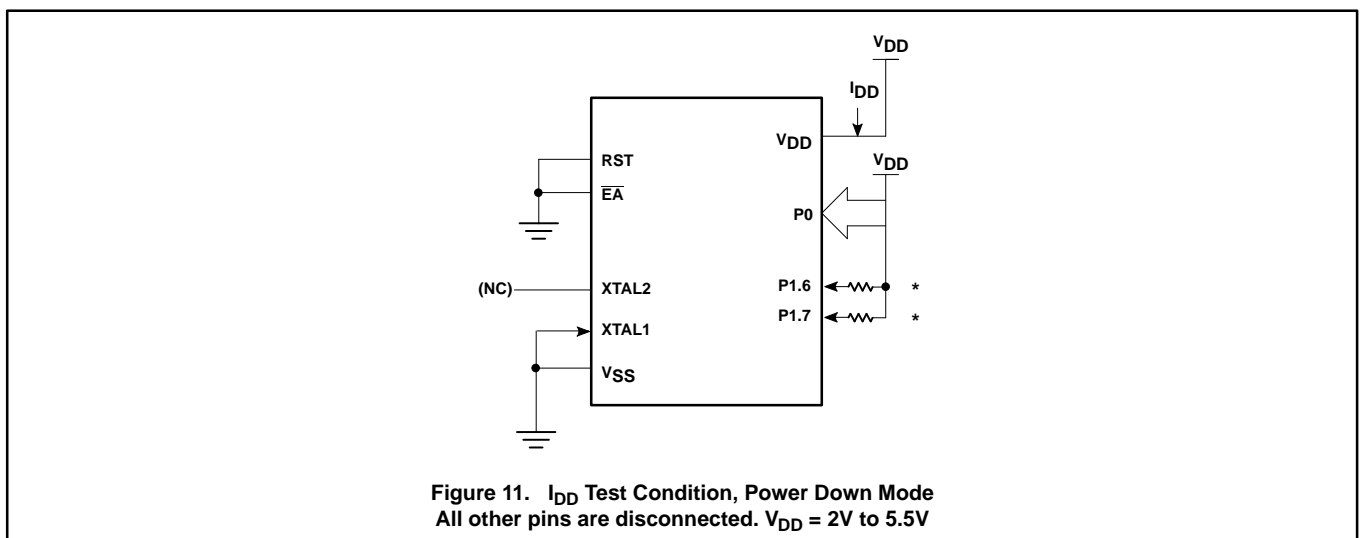 VDD
IDD
VDD
RST
VDD
EA
P0
(NC)
XTAL2
P1.6
*
P1.7
*
XTAL1
VSS
Figure 11. IDD Test Condition, Power Down Mode
All other pins are disconnected. VDD = 2V to 5.5V